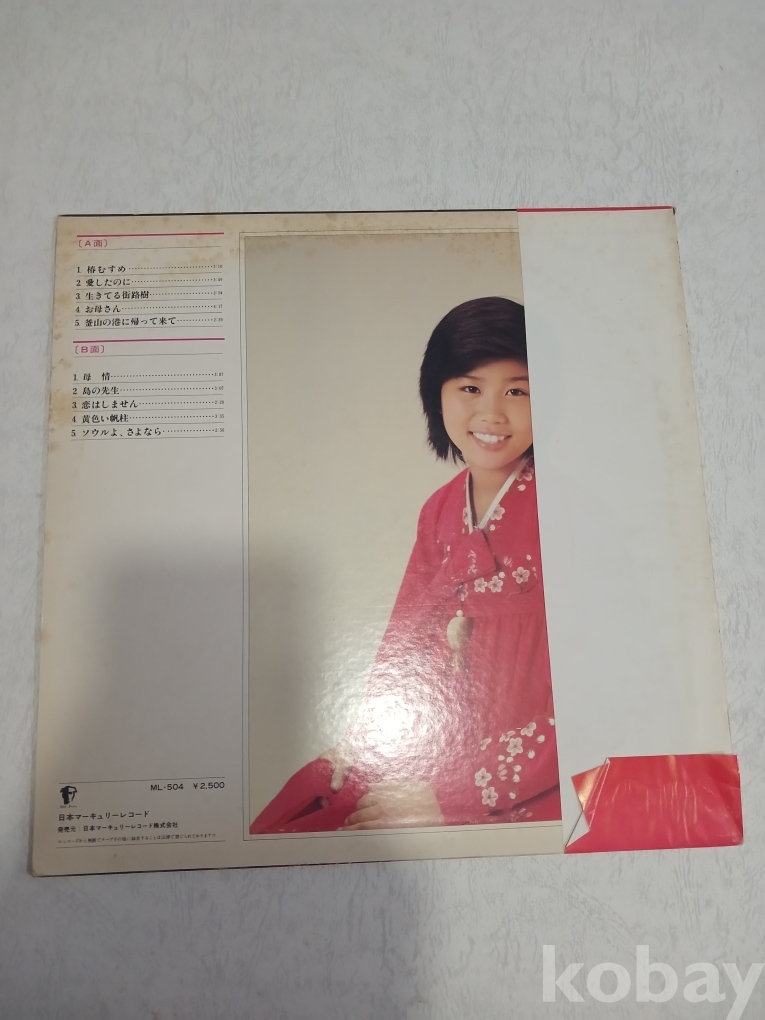 〔A面〕
1. 椿むすめ
2 愛したのに
3. 生きてる街路樹
4 お母さん
5. 釜山の港に帰って来て
〔B面〕
1. 母 情
2 島の先生
3. 恋はしません
4. 黄色い帆柱
5. ソウルよ、さよなら
ML-504 ￥2,500
日本マーキュリーレコード
発売元：日本マーキュリーレコード株式会社
kobay